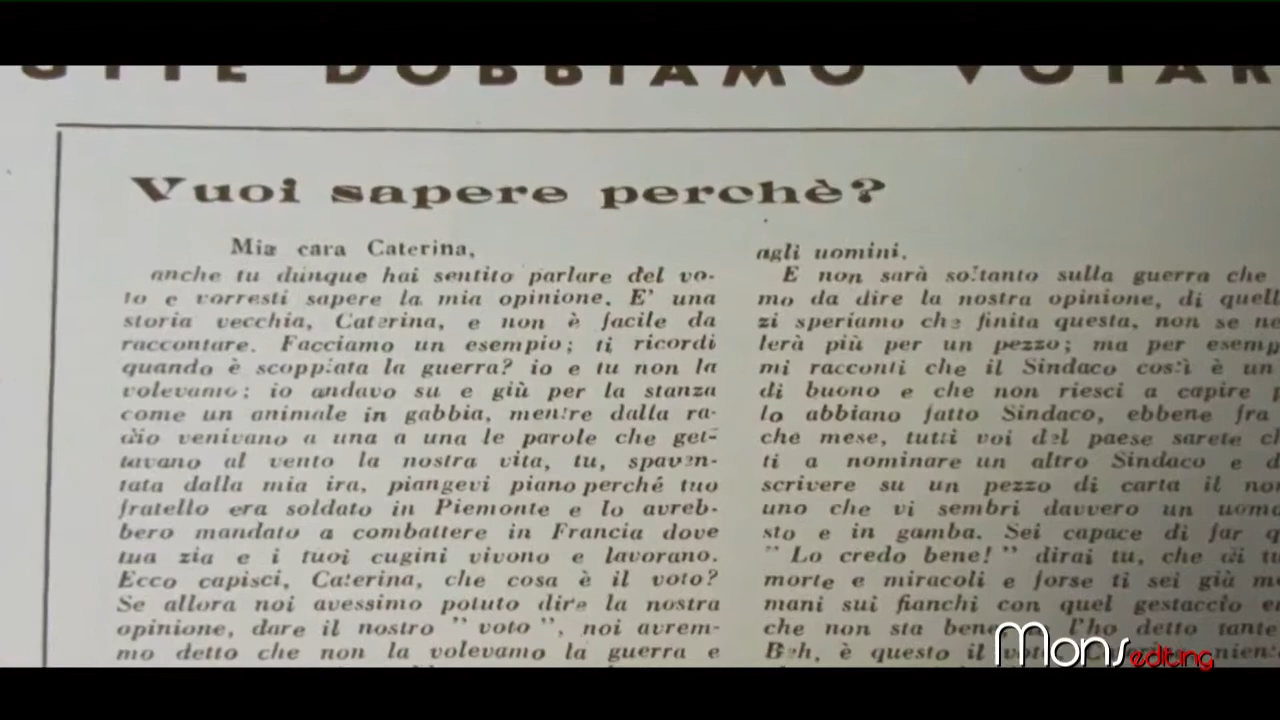 DOBBIAMO VOTAR
Vuoi sapere perchè?
Mia cara Caterina,
anche tu dunque hai sentito parlare del vo-
to e vorresti sapere la mia opinione. E' una
storia vecchia, Caterina, e non è facile da
raccontare. Facciamo un esempio; ti ricordi
quando è scoppiata la guerra? io e tu non la
volevamo; io andavo su e giù per la stanza
come un animale in gabbia, mentre dalla ra-
dio venivano a una a una le parole che get-
tavano al vento la nostra vita, tu, spaven-
tata dalla mia ira, piangevi piano perché tuo
fratello era soldato in Piemonte e lo avreb-
bero mandato a combattere in Francia dove
tua zia e i tuoi cugini vivono e lavorano.
Ecco capisci, Caterina, che cosa è il voto?
Se allora noi avessimo potuto dire la nostra
opinione, dare il nostro " voto ", noi avrem-
mo detto che non la volevamo la guerra e
agli uomini.
E non sarà soltanto sulla guerra che
mo da dire la nostra opinione, di quell
zi speriamo che finita questa, non se ne
lerà più per un pezzo; ma per esemp
mi racconti che il Sindaco costì è un
di buono e che non riesci a capire p
lo abbiano fatto Sindaco, ebbene fra
che mese, tutti voi del paese sarete ch
ti a nominare un altro Sindaco e d
scrivere su un pezzo di carta il no
uno che vi sembri davvero un uomo
sto e in gamba. Sei capace di far q
" Lo credo bene! " dirai tu, che di tu
morte e miracoli e forse ti sei già me
mani sui fianchi con quel gestaccio
che non sta bene l'ho detto tante
Beh, è questo il
Mons editing